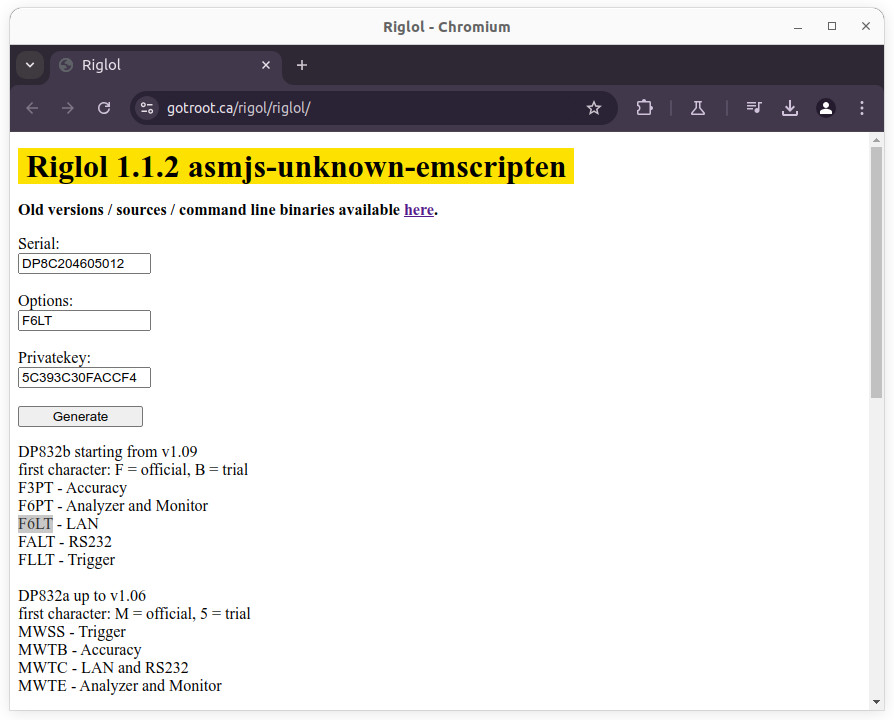 Riglol - Chromium
Riglol
gotroot.ca/rigol/riglol/
Riglol 1.1.2 asmjs-unknown-emscripten
Old versions / sources / command line binaries available here.
Serial:
DP8C204605012
Options:
F6LT
Privatekey:
5C393C30FACCF4
Generate
DP832b starting from v1.09
first character: F = official, B = trial
F3PT - Accuracy
F6PT - Analyzer and Monitor
F6LT - LAN
FALT - RS232
FLLT - Trigger
DP832a up to v1.06
first character: M = official, 5 = trial
MWSS - Trigger
MWTB - Accuracy
MWTC - LAN and RS232
MWTE - Analyzer and Monitor